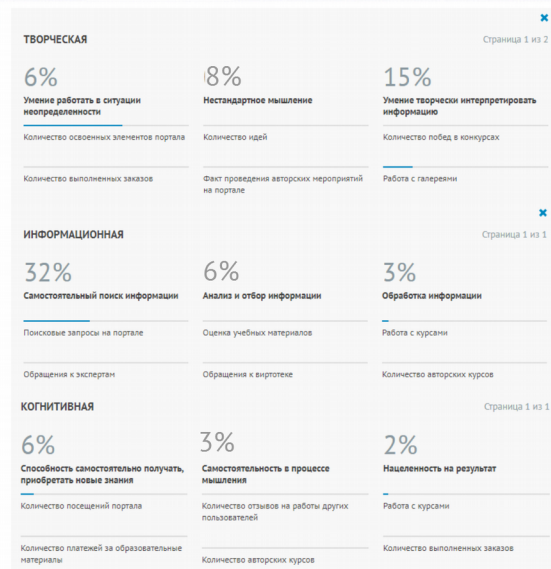 ТВОРЧЕСКАЯ
Страница 1 из 2
6%
8%
15%
Умение работать в ситуации
неопределенности
Нестандартное мышление
Умение творчески интерпретировать
информацию
Количество освоенных элементов портала
Количество идей
Количество побед в конкурсах
Количество выполненных заказов
Факт проведения авторских мероприятий
на портале
Работа с галереями
ИНФОРМАЦИОННАЯ
Страница 1 из 1
32%
6%
3%
Самостоятельный поиск информации
Анализ и отбор информации
Обработка информации
Поисковые запросы на портале
Оценка учебных материалов
Работа с курсами
Обращения к экспертам
Обращения к виртотеке
Количество авторских курсов
КОГНИТИВНАЯ
Страница 1 из 1
6%
3%
2%
Способность самостоятельно получать,
приобретать новые знания
Самостоятельность в процессе
мышления
Нацеленность на результат
Количество посещений портала
Количество отзывов на работы других
пользователей
Работа с курсами
Количество платежей за образовательные
материалы
Количество авторских курсов
Количество выполненных заказов